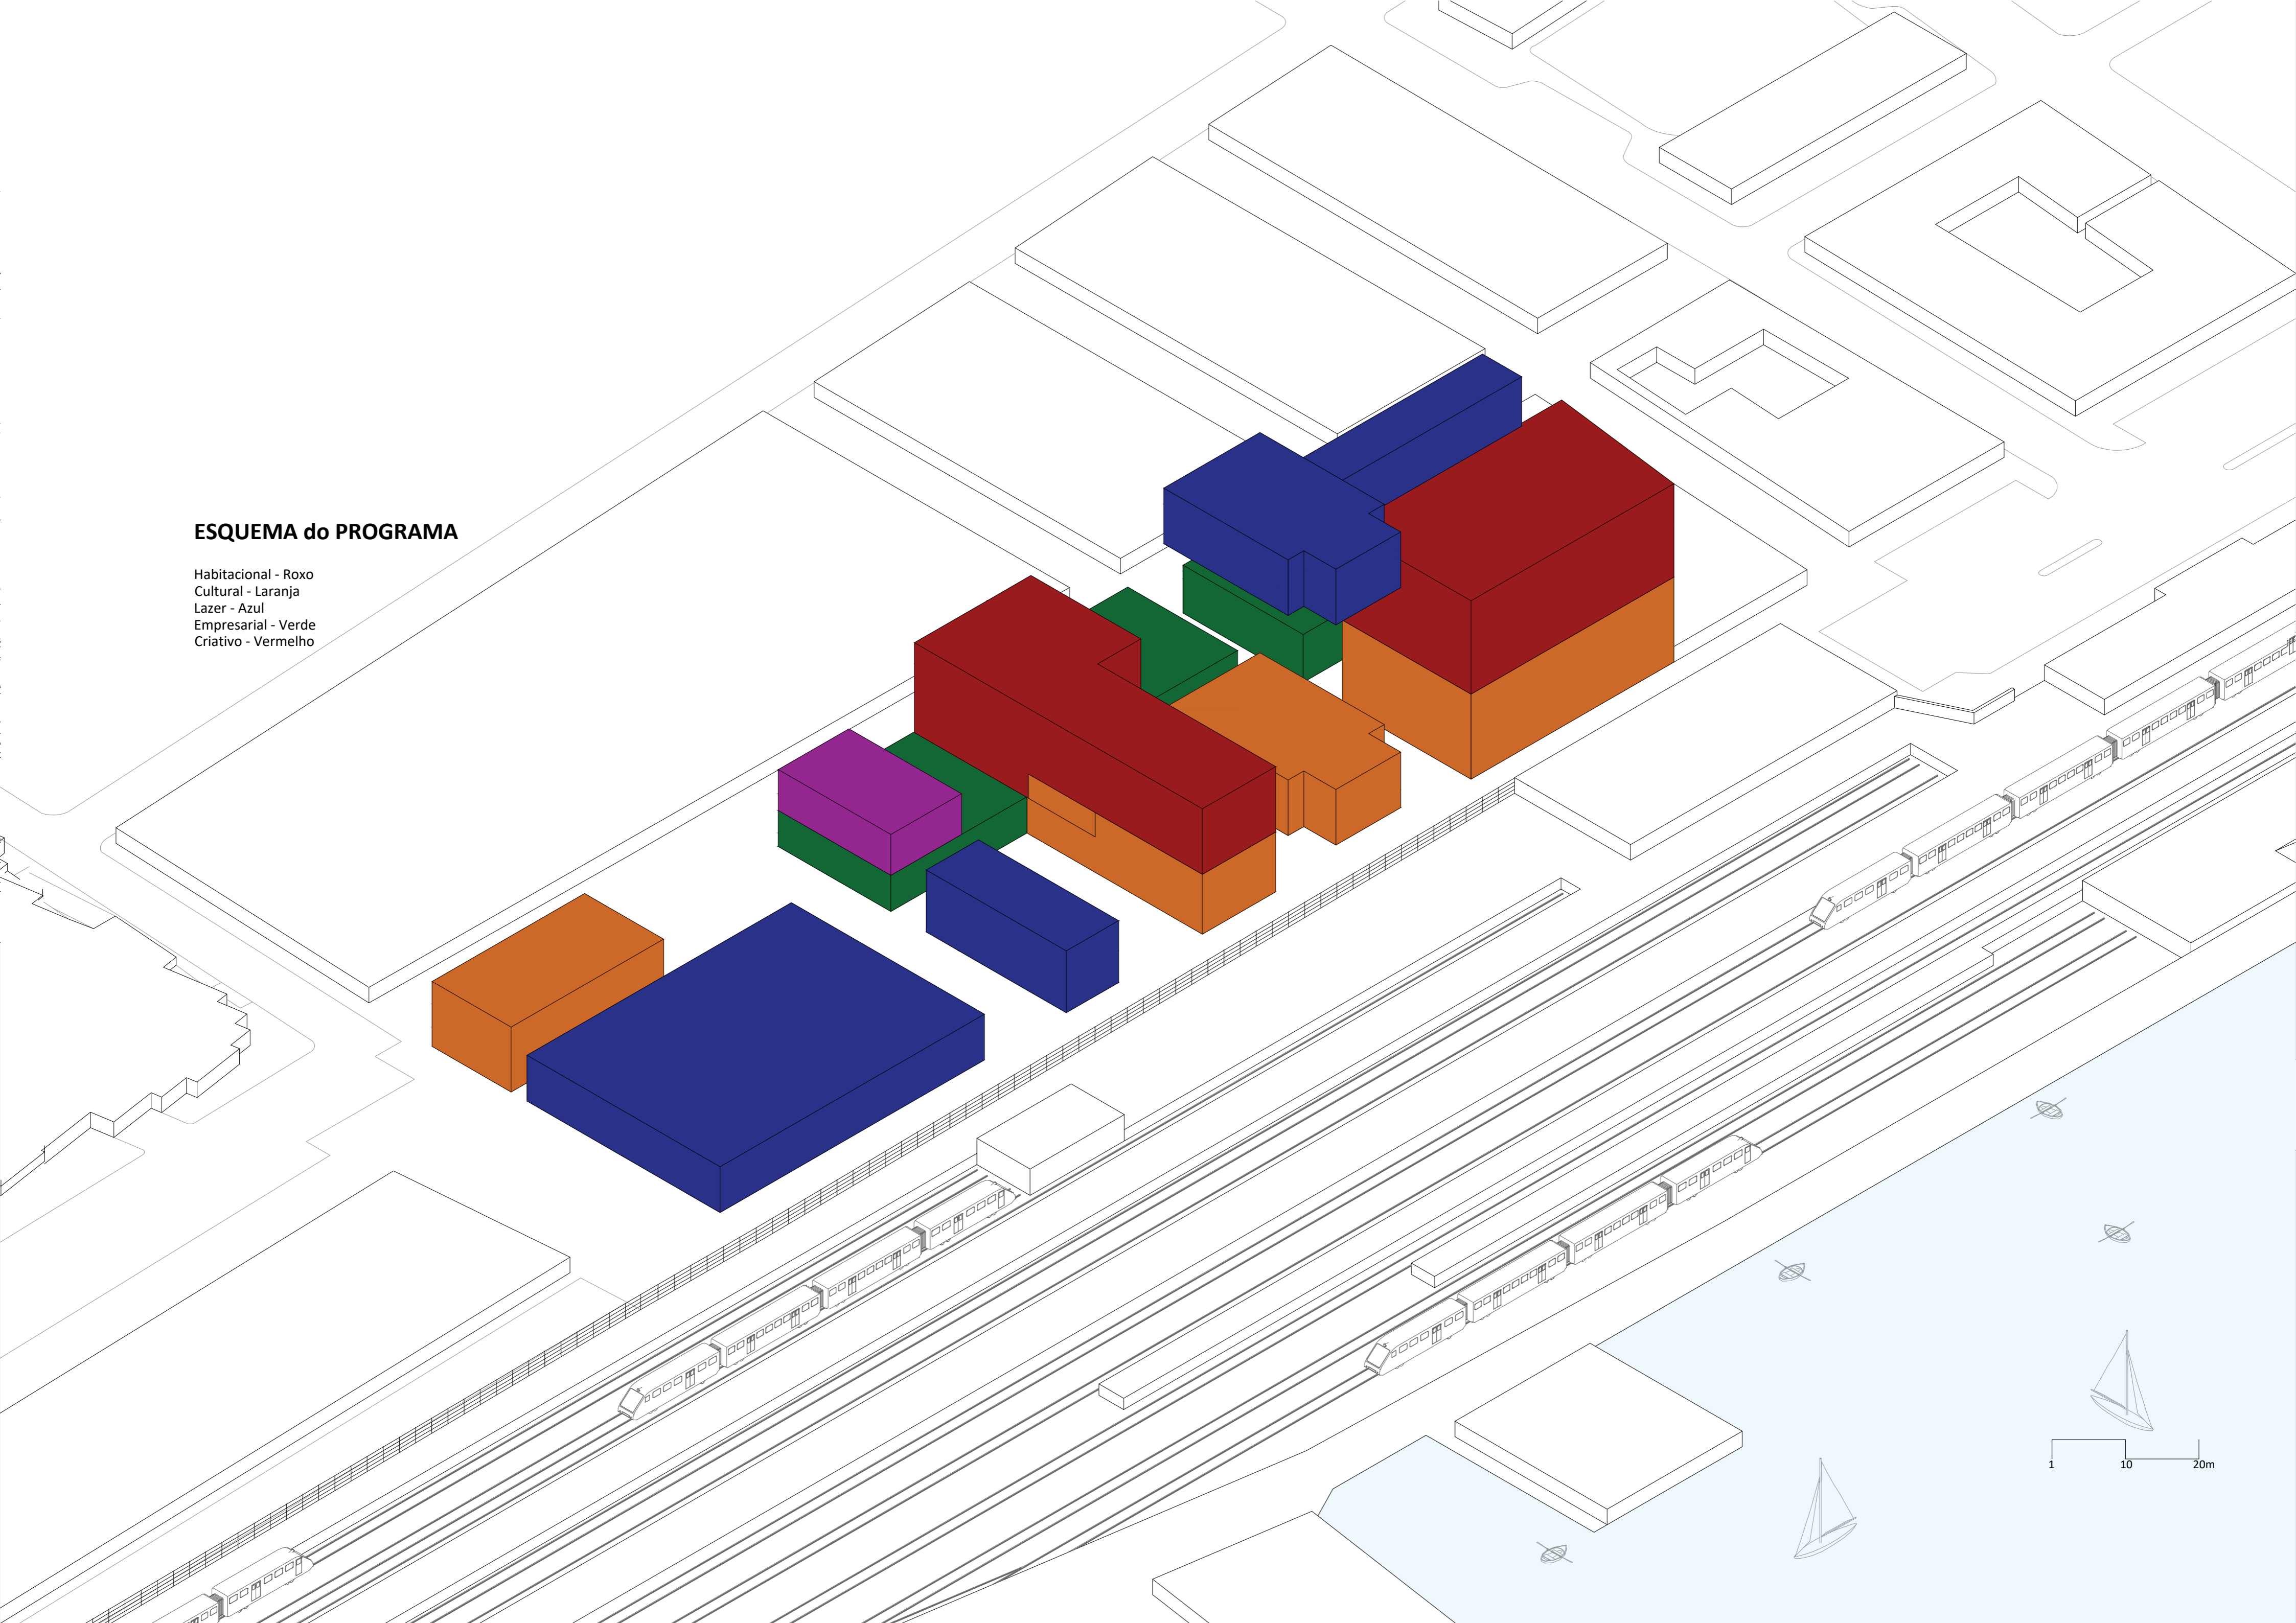 ESQUEMA do PROGRAMA
Habitacional - Roxo
Cultural - Laranja
Lazer - Azul
Empresarial - Verde
Criativo - Vermelho
1 10 20m